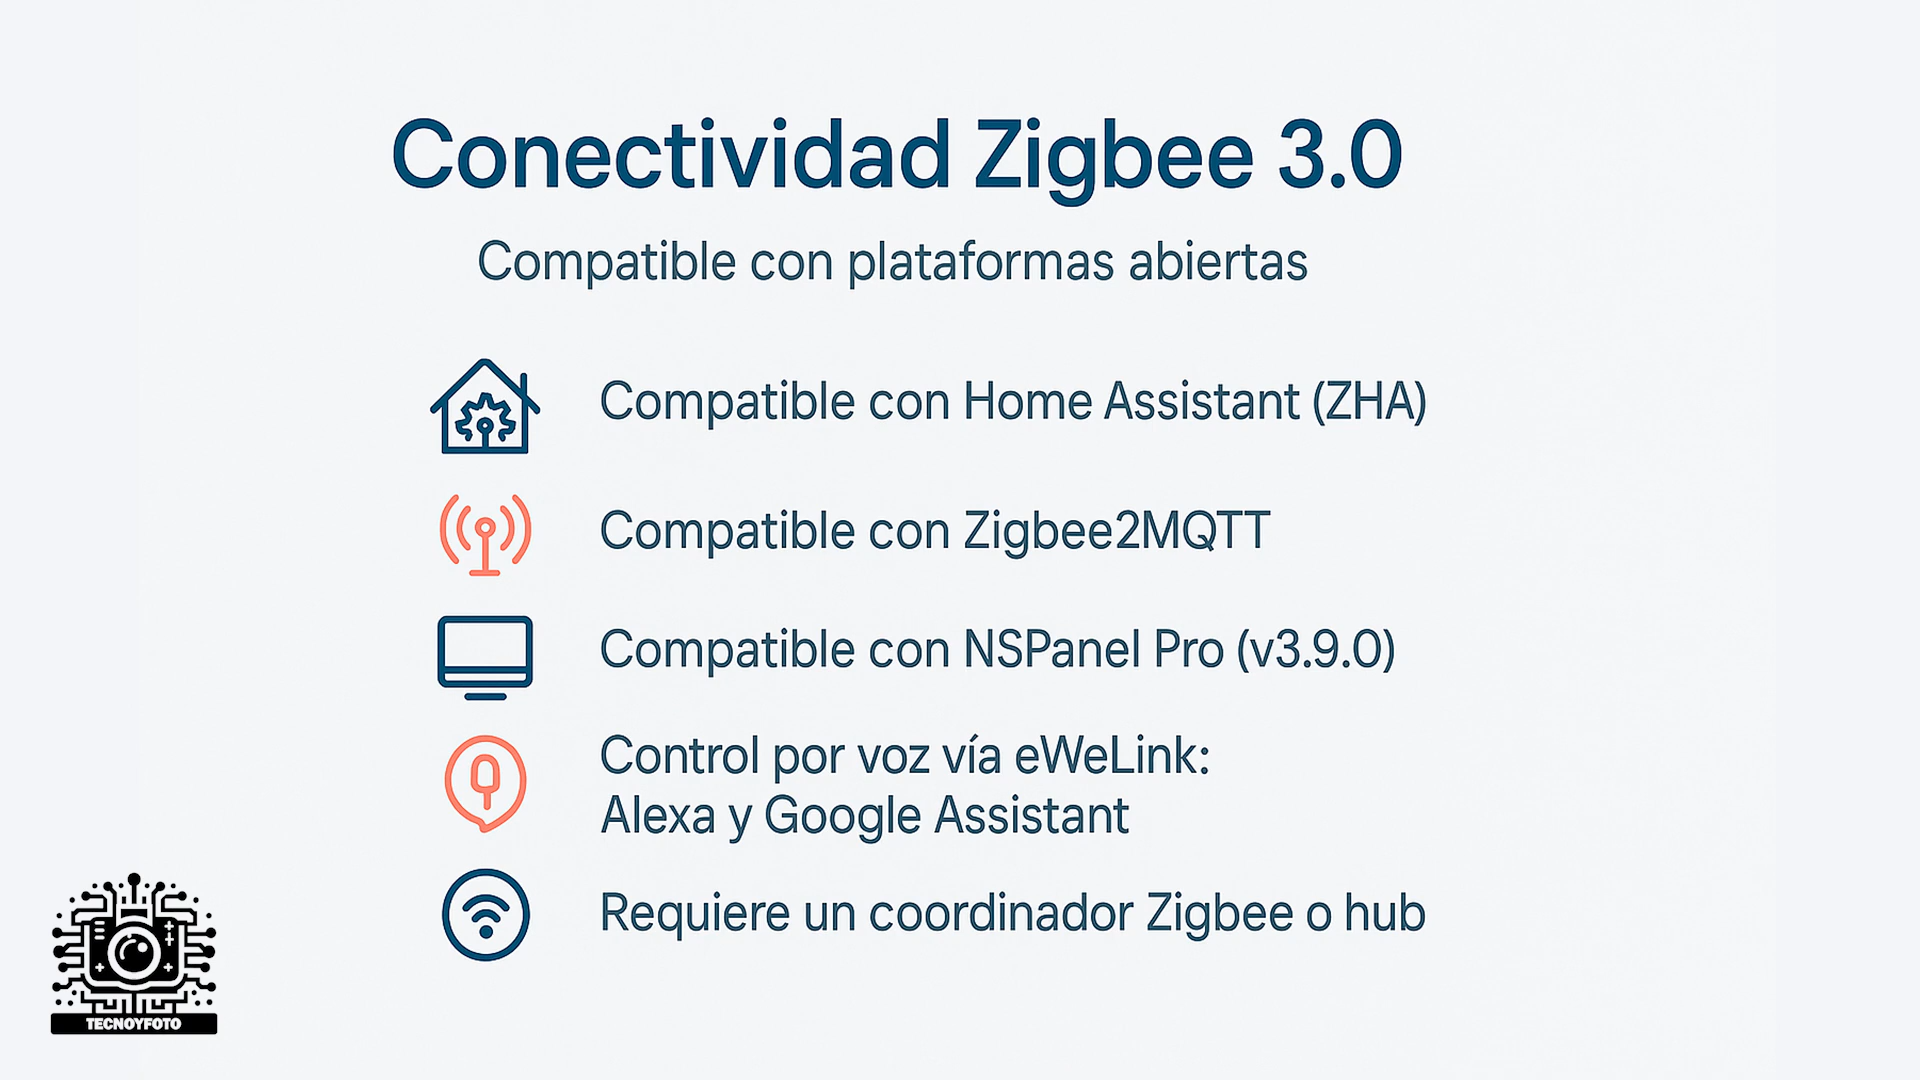 Conectividad Zigbee 3.0
Compatible con plataformas abiertas
Compatible con Home Assistant (ZHA)
Compatible con Zigbee2MQTT
Compatible con NSPanel Pro (v3.9.0)
Control por voz vía eWeLink:
Alexa y Google Assistant
Requiere un coordinador Zigbee o hub
TECNOYFOTO